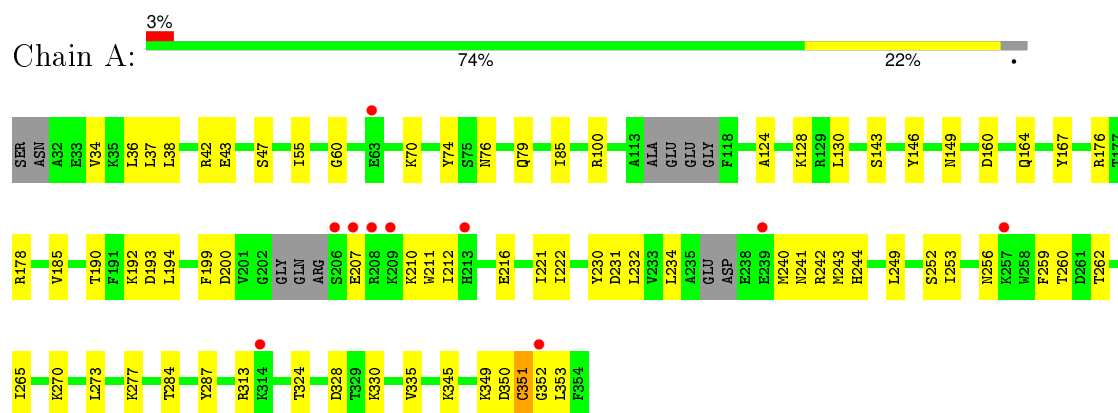 3%
Chain A:
74% 22% •
SER ASN A32 E33 V34 K35 L36 L37 L38 R42 E43 S47 I55 G60 E63 K70 Y74 S75 N76 Q79 I85 R100 A113 ALA GLU GLU GLY F118 A124 K128 R129 L130 S143 Y146 N149 D160 Q164 Y167 R176 T177
R178 V185 T190 F191 K192 D193 L194 F199 D200 V201 G202 GLY GLN ARG S206 E207 R208 K209 K210 W211 I212 H213 E216 I221 I222 Y230 D231 L232 V233 L234 A235 GLU ASP E238 E239 M240 N241 R242 M243 H244 L249 S252 I253 N256 K257 W258 F259 T260 D261 T262
I265 K270 L273 K277 T284 Y287 R313 K314 T324 D328 T329 K330 V335 K345 K349 D350 C351 G352 L353 F354